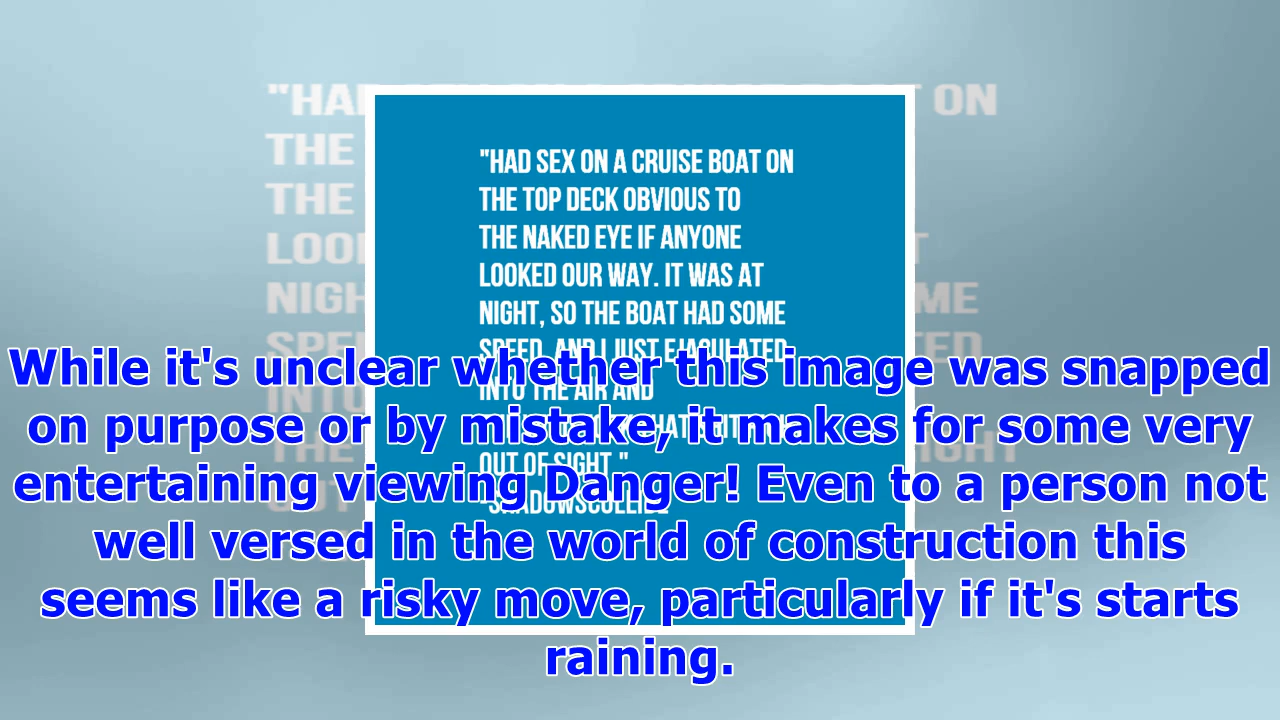 "HAD SEX ON A CRUISE BOAT ON
THE TOP DECK OBVIOUS TO
THE NAKED EYE IF ANYONE
LOOKED OUR WAY. IT WAS AT
NIGHT, SO THE BOAT HAD SOME
SPEED, AND I JUST EJACULATED
INTO THE AIR AND
OUT OF SIGHT."
-SHADOWSCOLLIDE
While it's unclear whether this image was snapped
on purpose or by mistake, it makes for some very
entertaining viewing Danger! Even to a person not
well versed in the world of construction this
seems like a risky move, particularly if it's starts
raining.